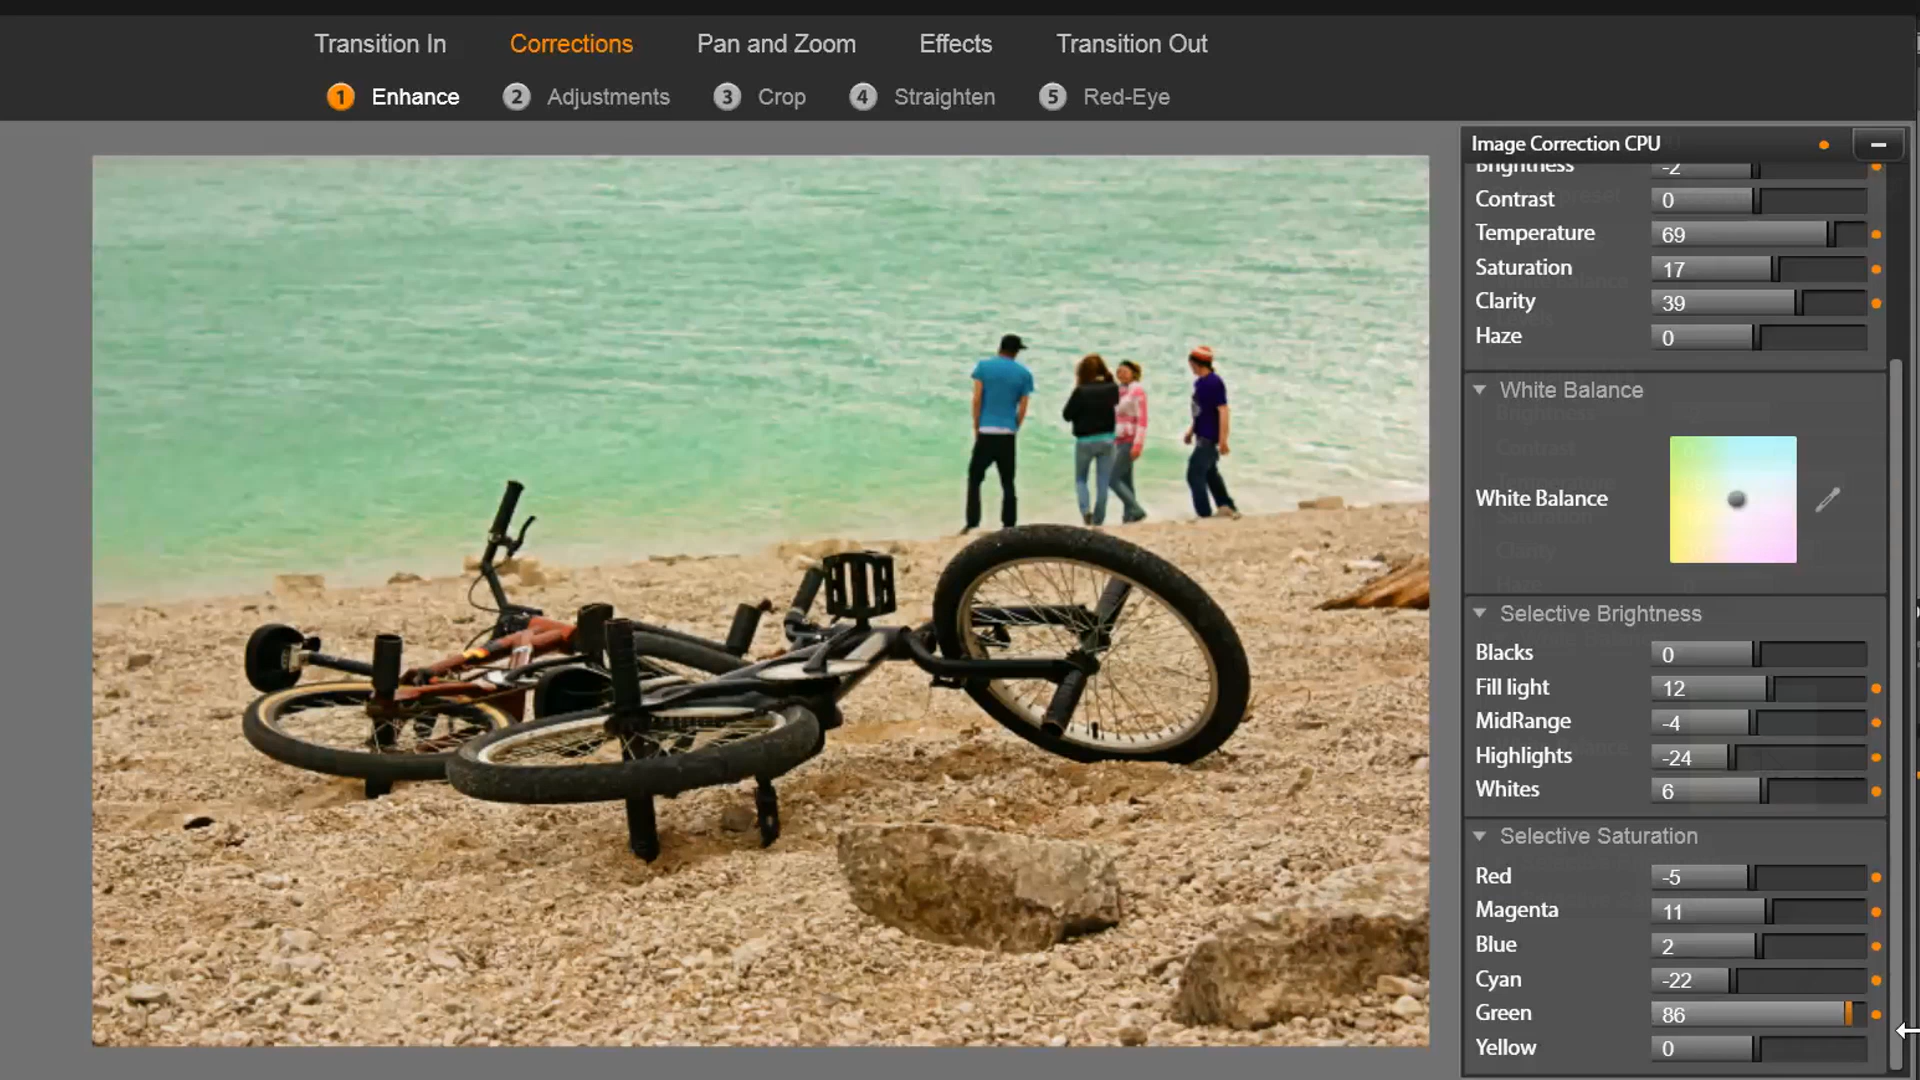 Transition In Corrections Pan and Zoom Effects Transition Out
1 Enhance 2 Adjustments 3 Crop 4 Straighten 5 Red-Eye
Image Correction CPU
Brightness -2
Contrast 0
Temperature 69
Saturation 17
Clarity 39
Haze 0
White Balance
White Balance
Selective Brightness
Blacks 0
Fill light 12
MidRange -4
Highlights -24
Whites 6
Selective Saturation
Red -5
Magenta 11
Blue 2
Cyan -22
Green 86
Yellow 0